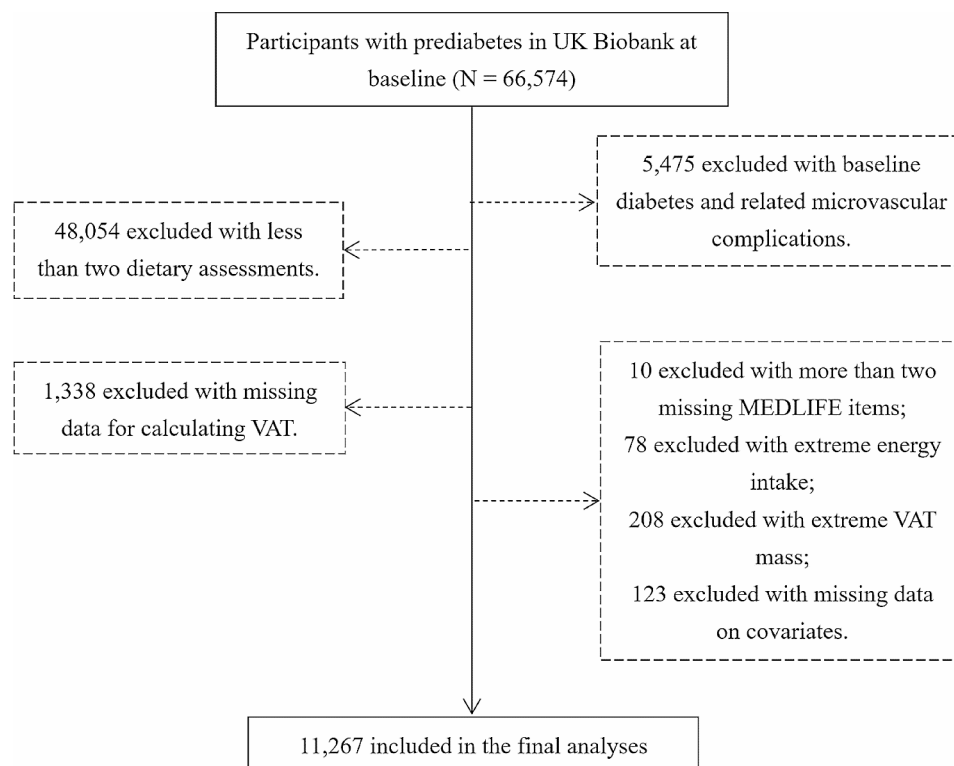 Participants with prediabetes in UK Biobank at
baseline (N = 66,574)
5,475 excluded with baseline
diabetes and related microvascular
complications.
48,054 excluded with less
than two dietary assessments.
1,338 excluded with missing
data for calculating VAT.
10 excluded with more than two
missing MEDLIFE items;
78 excluded with extreme energy
intake;
208 excluded with extreme VAT
mass;
123 excluded with missing data
on covariates.
11,267 included in the final analyses